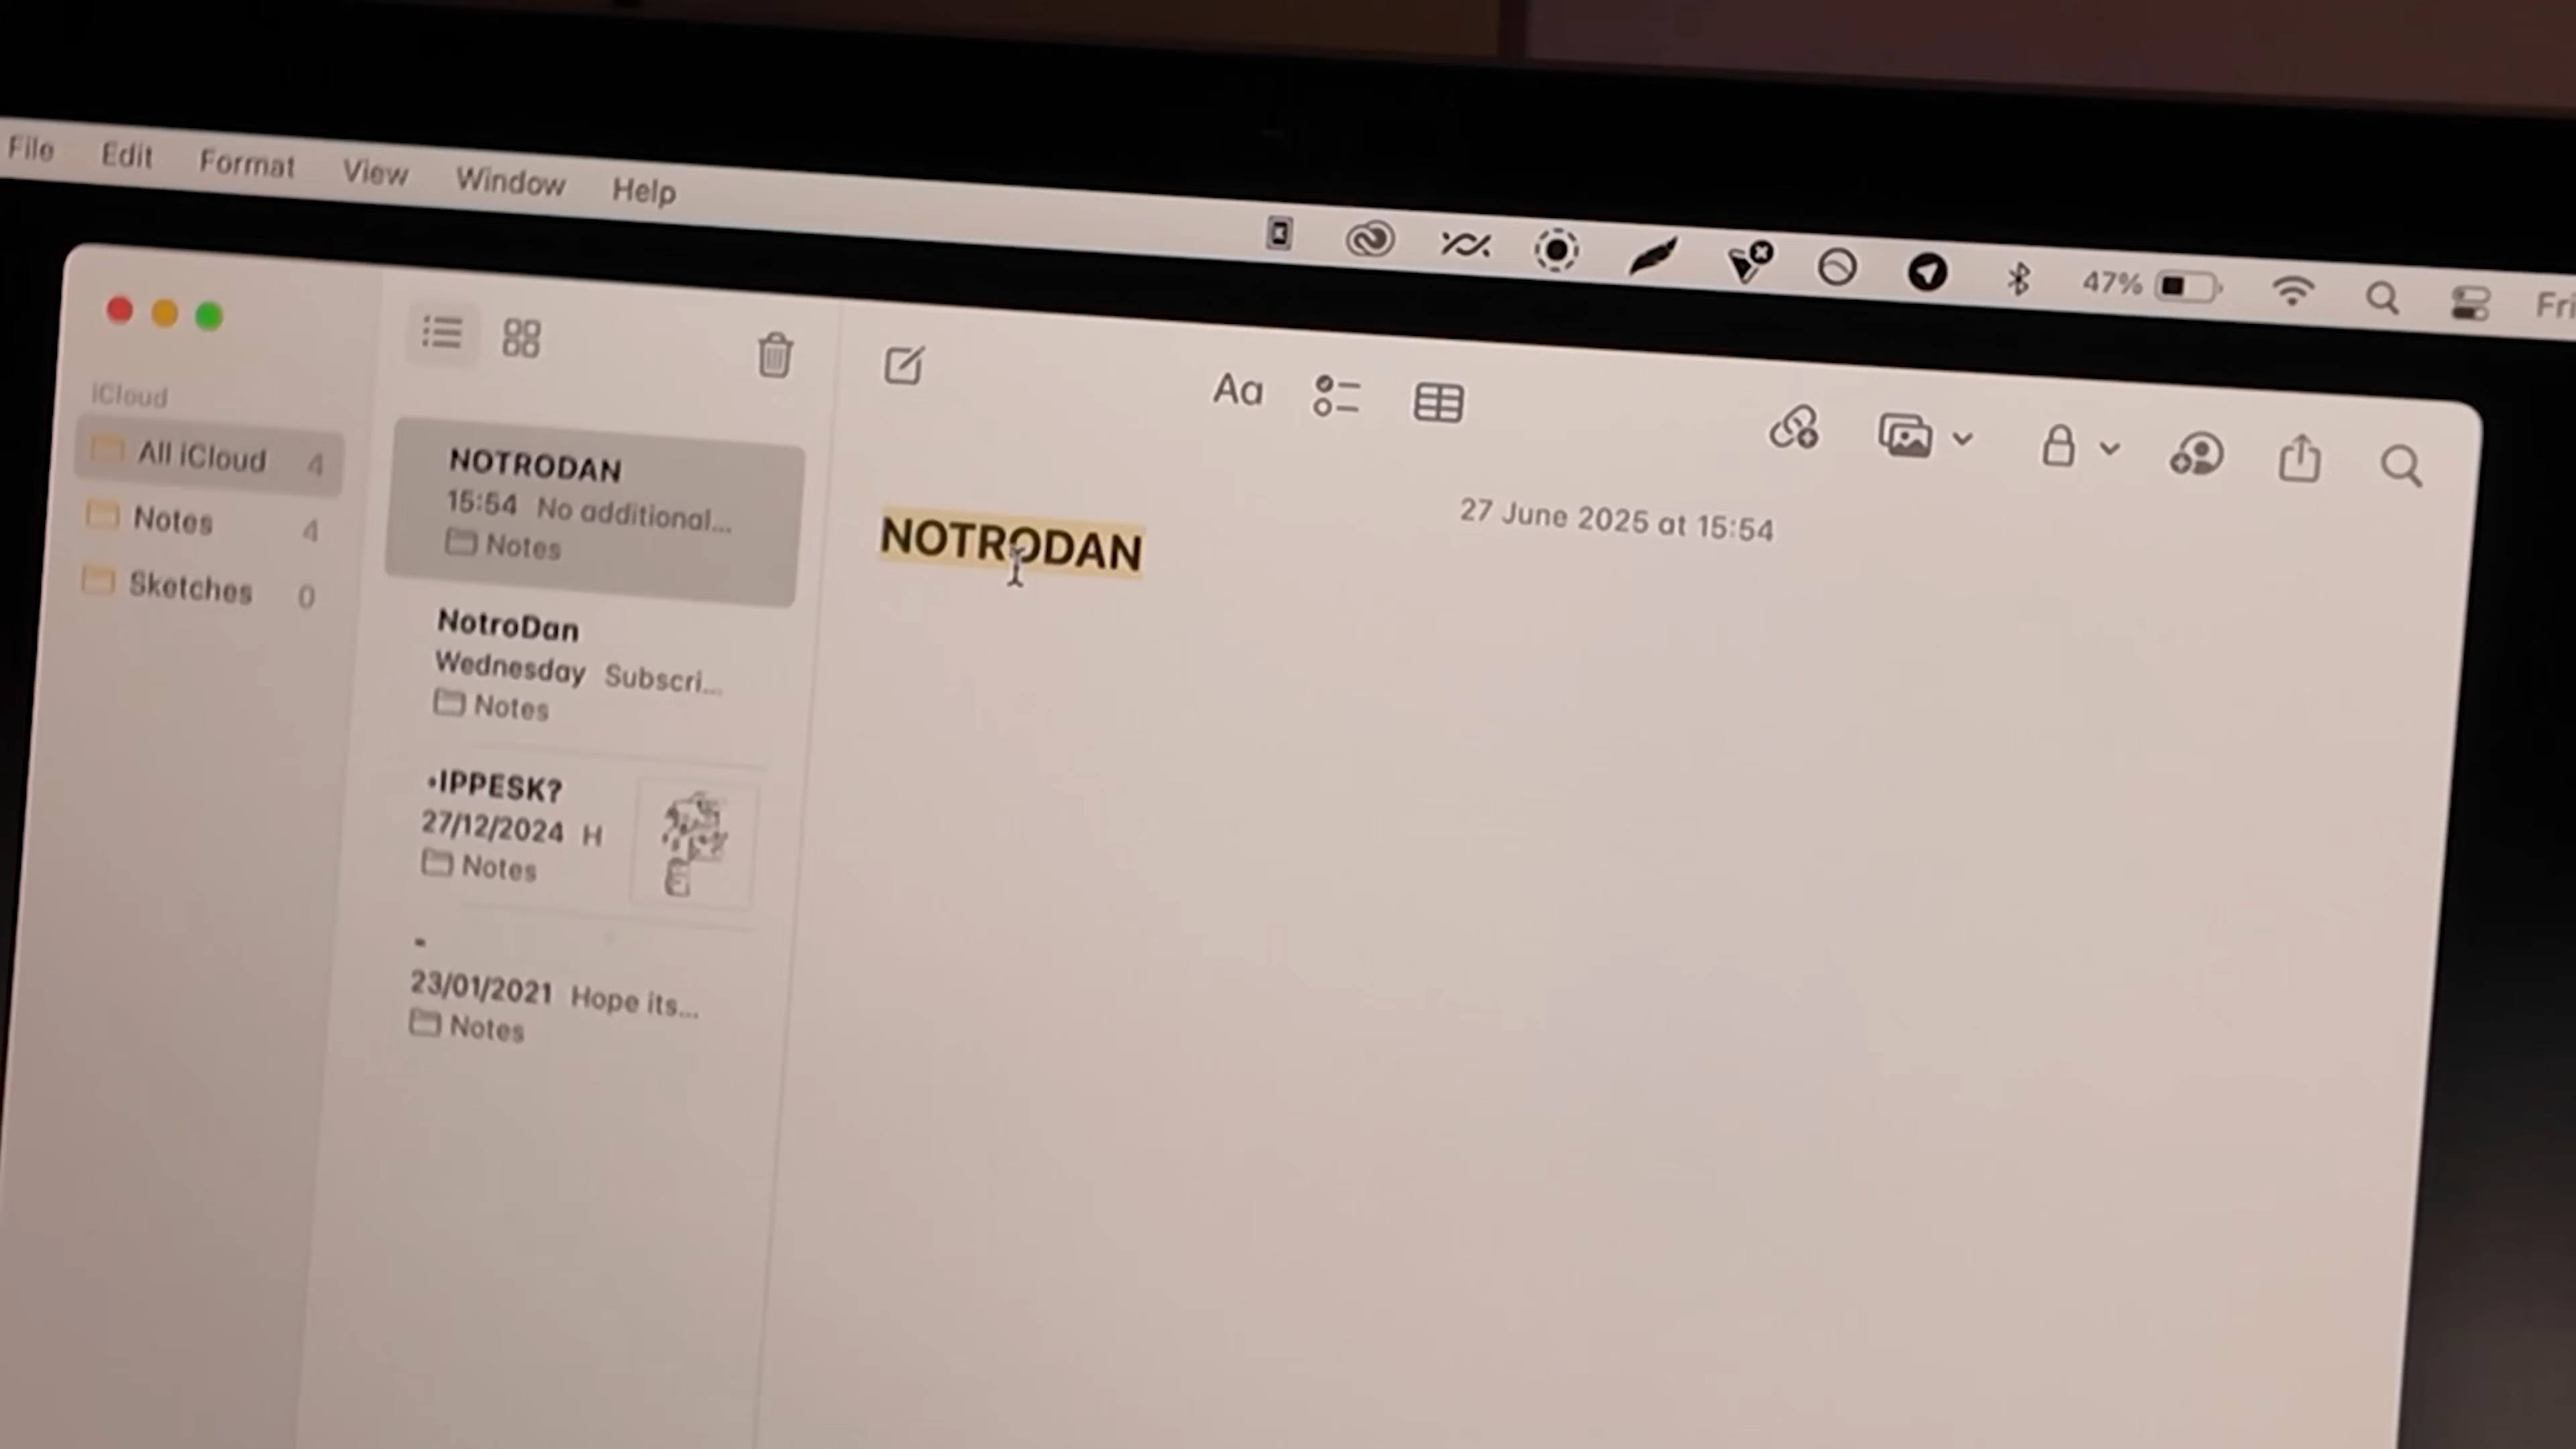 File Edit Format View Window Help
47% Fri
iCloud
All iCloud 4
Notes 4
Sketches 0
NOTRODAN
15:54 No additional...
Notes
NotroDan
Wednesday Subscri...
Notes
•IPPESK?
27/12/2024 H
Notes
-
23/01/2021 Hope its...
Notes
Aa
27 June 2025 at 15:54
NOTRODAN